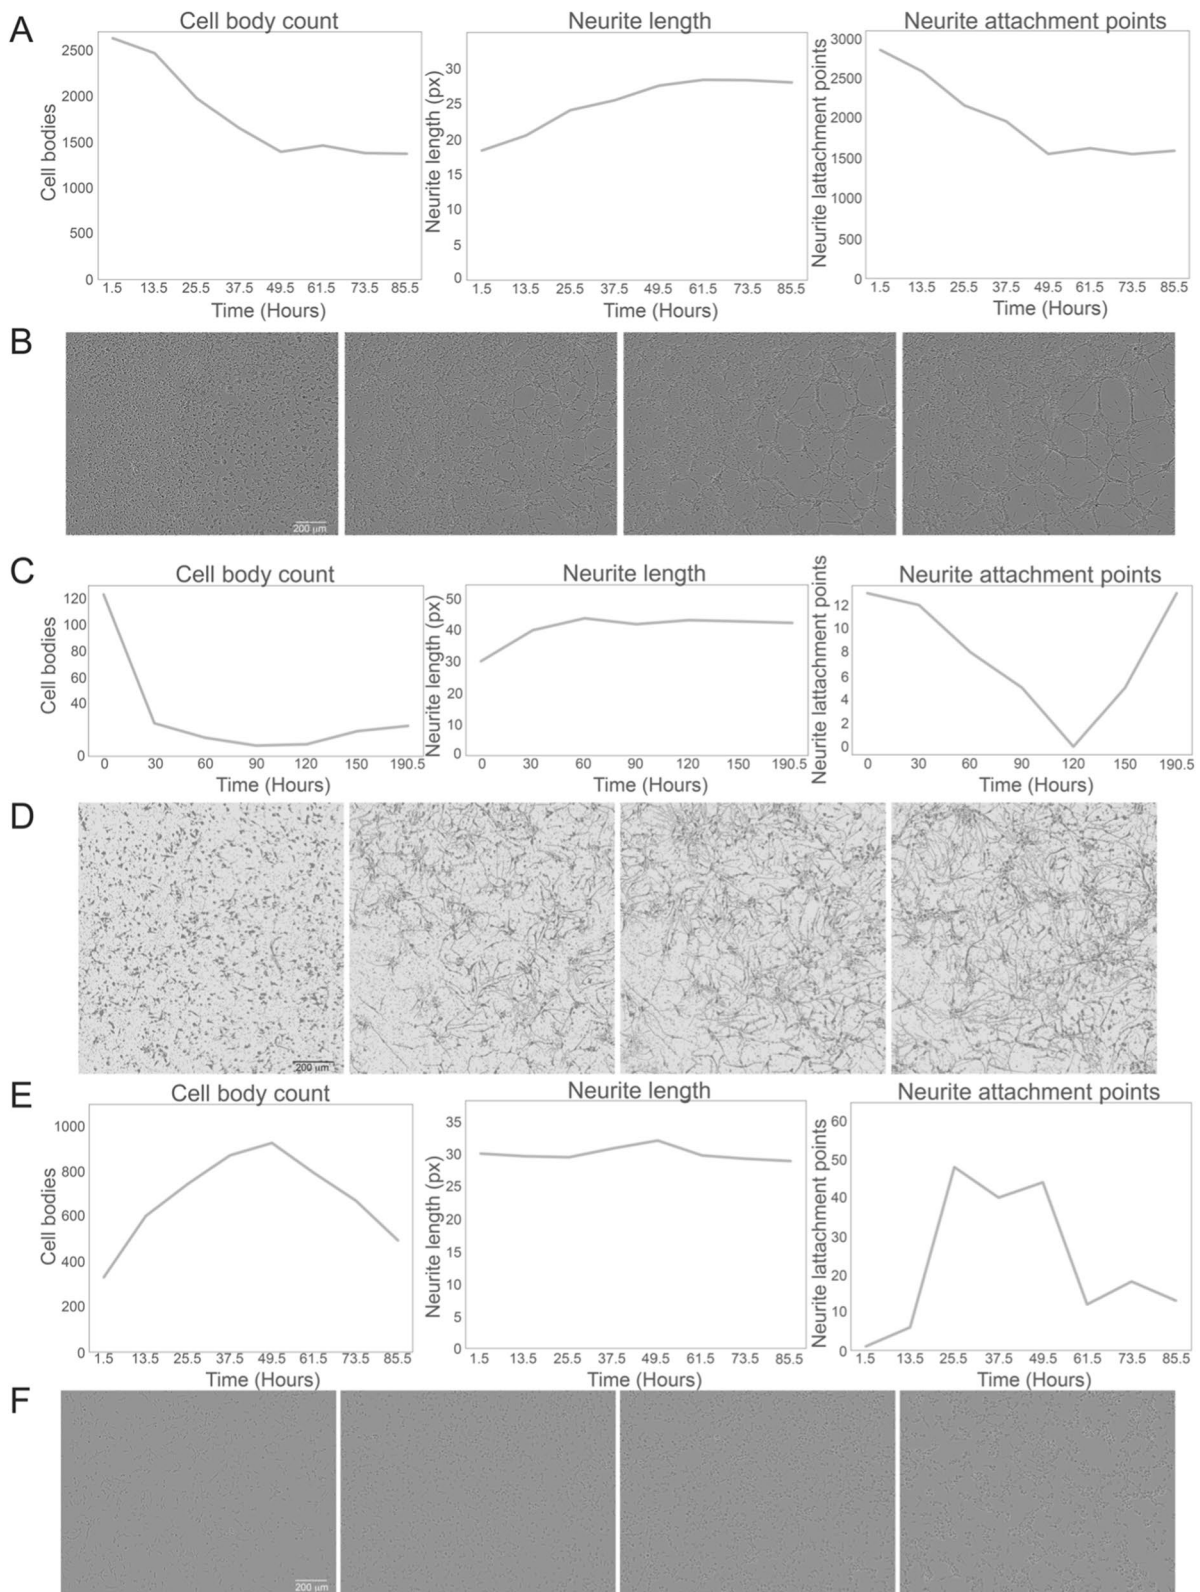 A
Cell body count
Neurite length
Neurite attachment points
Cell bodies
2500
2000
1500
1000
500
0
1.5 13.5 25.5 37.5 49.5 61.5 73.5 85.5
Time (Hours)
Neurite length (px)
30
25
20
15
10
5
0
1.5 13.5 25.5 37.5 49.5 61.5 73.5 85.5
Time (Hours)
Neurite lattachment points
3000
2500
2000
1500
1000
500
0
1.5 13.5 25.5 37.5 49.5 61.5 73.5 85.5
Time (Hours)
B
200 µm
C
Cell body count
Neurite length
Neurite attachment points
Cell bodies
120
100
80
60
40
0
0 30 60 90 120 150 190.5
Time (Hours)
Neurite length (px)
50
40
30
20
10
0
0 30 60 90 120 150 190.5
Time (Hours)
Neurite lattachment points
12
10
8
6
4
2
0
0 30 60 90 120 150 190.5
Time (Hours)
D
200 µm
E
Cell body count
Neurite length
Neurite attachment points
Cell bodies
1000
800
600
400
200
0
1.5 13.5 25.5 37.5 49.5 61.5 73.5 85.5
Time (Hours)
Neurite length (px)
35
30
25
20
15
10
5
0
1.5 13.5 25.5 37.5 49.5 61.5 73.5 85.5
Time (Hours)
Neurite lattachment points
60
50
40
30
20
10
0
1.5 13.5 25.5 37.5 49.5 61.5 73.5 85.5
Time (Hours)
F
200 µm